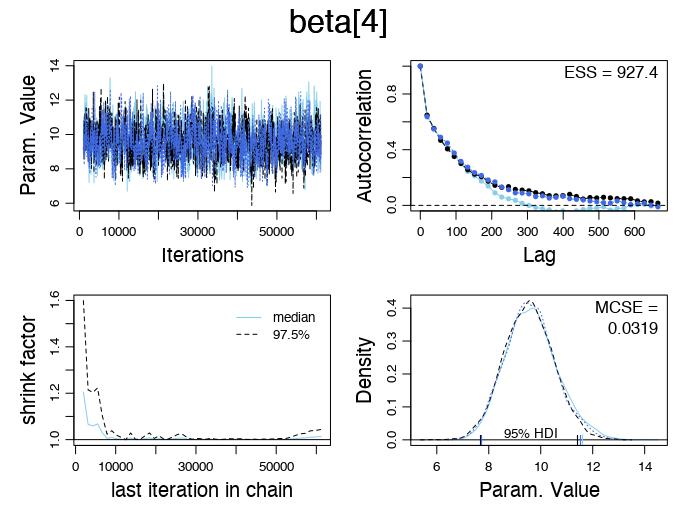 beta[4]
Param. Value
6 8 10 12 14
0 10000 30000 50000
Iterations
Autocorrelation
0.0 0.4 0.8
ESS = 927.4
0 100 200 300 400 500 600
Lag
shrink factor
1.0 1.2 1.4 1.6
median
97.5%
0 10000 30000 50000
last iteration in chain
Density
0.0 0.1 0.2 0.3 0.4
MCSE =
0.0319
95% HDI
6 8 10 12 14
Param. Value